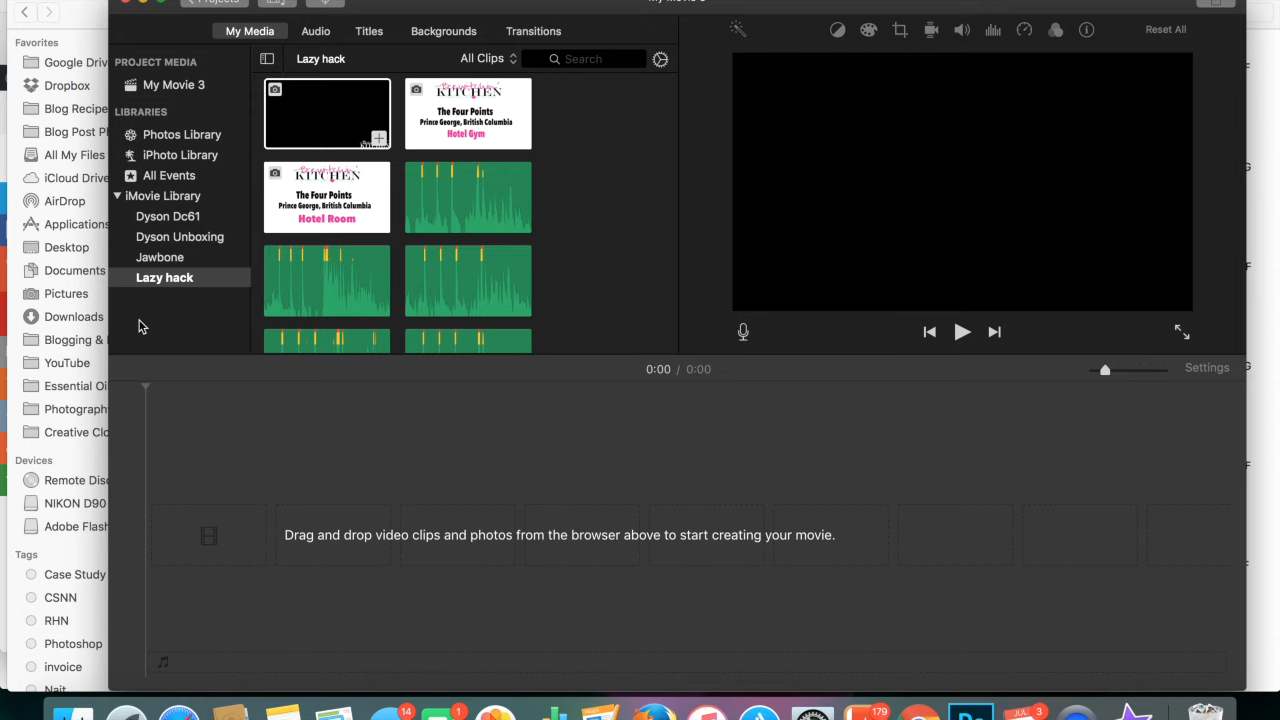 Projects
My Media
Audio
Titles
Backgrounds
Transitions
Reset All
Favorites
Google Driv
Dropbox
Blog Recipe
Blog Post Ph
All My Files
iCloud Drive
AirDrop
Applications
Desktop
Documents
Pictures
Downloads
Blogging &
YouTube
Essential Oil
Photography
Creative Clo
Devices
Remote Disc
NIKON D90
Adobe Flash
Tags
Case Study
CSNN
RHN
Photoshop
invoice
PROJECT MEDIA
My Movie 3
LIBRARIES
Photos Library
iPhoto Library
All Events
iMovie Library
Dyson Dc61
Dyson Unboxing
Jawbone
Lazy hack
Lazy hack
All Clips
Search
KITCHEN
The Four Points
Prince George, British Columbia
Hotel Gym
KITCHEN
The Four Points
Prince George, British Columbia
Hotel Room
0:00 / 0:00
Settings
Drag and drop video clips and photos from the browser above to start creating your movie.
14
1
179
JUL 3